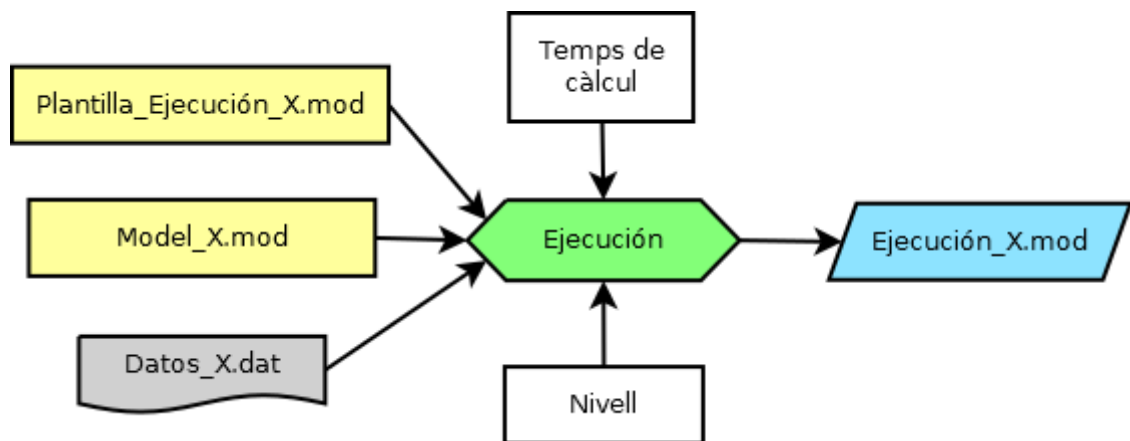 Temps de
càlcul
Plantilla_Ejecución_X.mod
Model_X.mod
Ejecución
Ejecución_X.mod
Datos_X.dat
Nivell